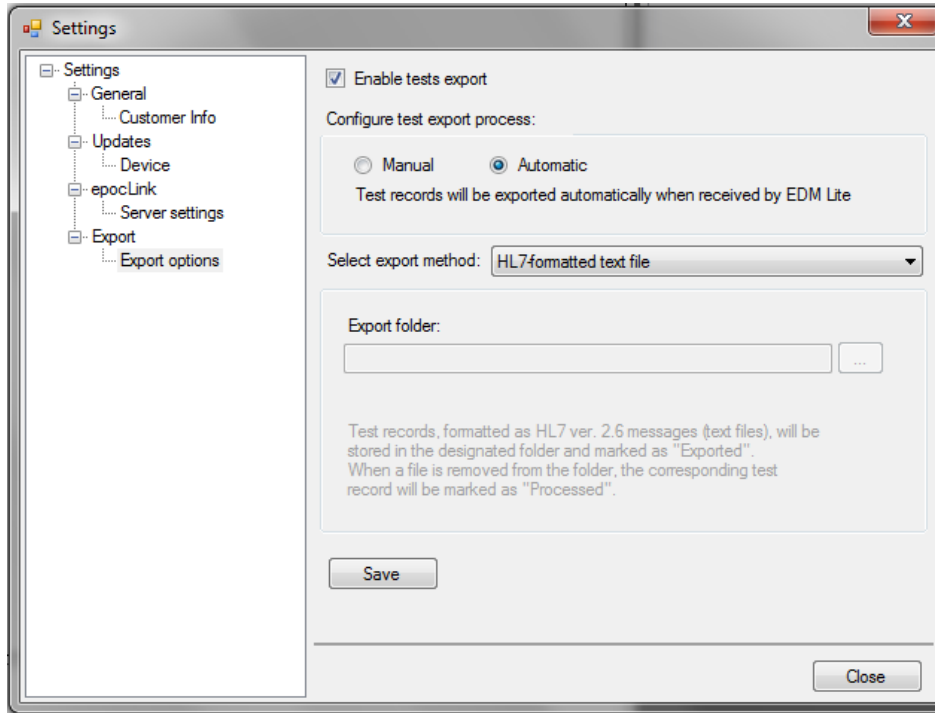 Settings
Settings
General
Customer Info
Updates
Device
epocLink
Server settings
Export
Export options
Enable tests export
Configure test export process:
Manual
Automatic
Test records will be exported automatically when received by EDM Lite
Select export method:
HL7-formatted text file
Export folder:
...
Test records, formatted as HL7 ver. 2.6 messages (text files), will be
stored in the designated folder and marked as "Exported".
When a file is removed from the folder, the corresponding test
record will be marked as "Processed".
Save
Close